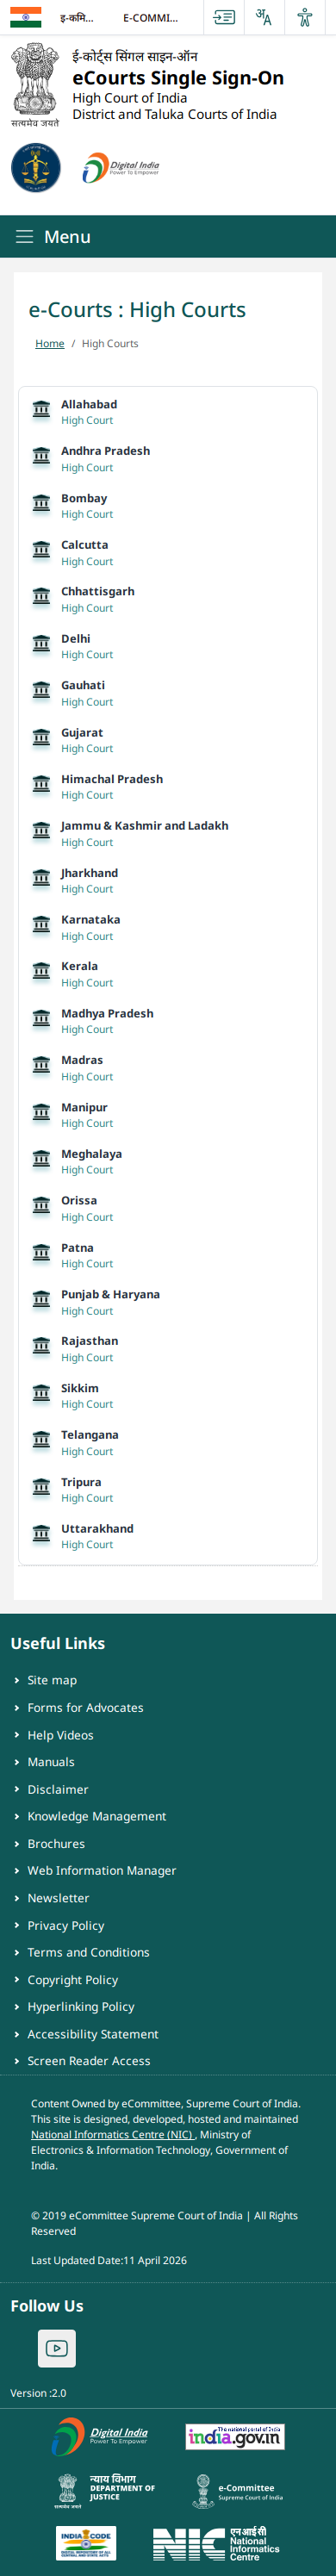 इ-कमि...
E-COMMI...
अ
A
सत्यमेव जयते
ई-कोर्ट्स सिंगल साइन-ऑन
eCourts Single Sign-On
High Court of India
District and Taluka Courts of India
Digital India
Power To Empower
Menu
e-Courts : High Courts
Home / High Courts
Allahabad
High Court
Andhra Pradesh
High Court
Bombay
High Court
Calcutta
High Court
Chhattisgarh
High Court
Delhi
High Court
Gauhati
High Court
Gujarat
High Court
Himachal Pradesh
High Court
Jammu & Kashmir and Ladakh
High Court
Jharkhand
High Court
Karnataka
High Court
Kerala
High Court
Madhya Pradesh
High Court
Madras
High Court
Manipur
High Court
Meghalaya
High Court
Orissa
High Court
Patna
High Court
Punjab & Haryana
High Court
Rajasthan
High Court
Sikkim
High Court
Telangana
High Court
Tripura
High Court
Uttarakhand
High Court
Useful Links
Site map
Forms for Advocates
Help Videos
Manuals
Disclaimer
Knowledge Management
Brochures
Web Information Manager
Newsletter
Privacy Policy
Terms and Conditions
Copyright Policy
Hyperlinking Policy
Accessibility Statement
Screen Reader Access
Content Owned by eCommittee, Supreme Court of India.
This site is designed, developed, hosted and maintained
National Informatics Centre (NIC) , Ministry of
Electronics & Information Technology, Government of
India.
© 2019 eCommittee Supreme Court of India | All Rights
Reserved
Last Updated Date:11 April 2026
Follow Us
Version :2.0
Digital India
Power To Empower
The national portal of India
india.gov.in
न्याय विभाग
DEPARTMENT OF
JUSTICE
सत्यमेव जयते
e-Committee
Supreme Court of India
INDIA CODE
NIC
एनआईसी
National
Informatics
Centre